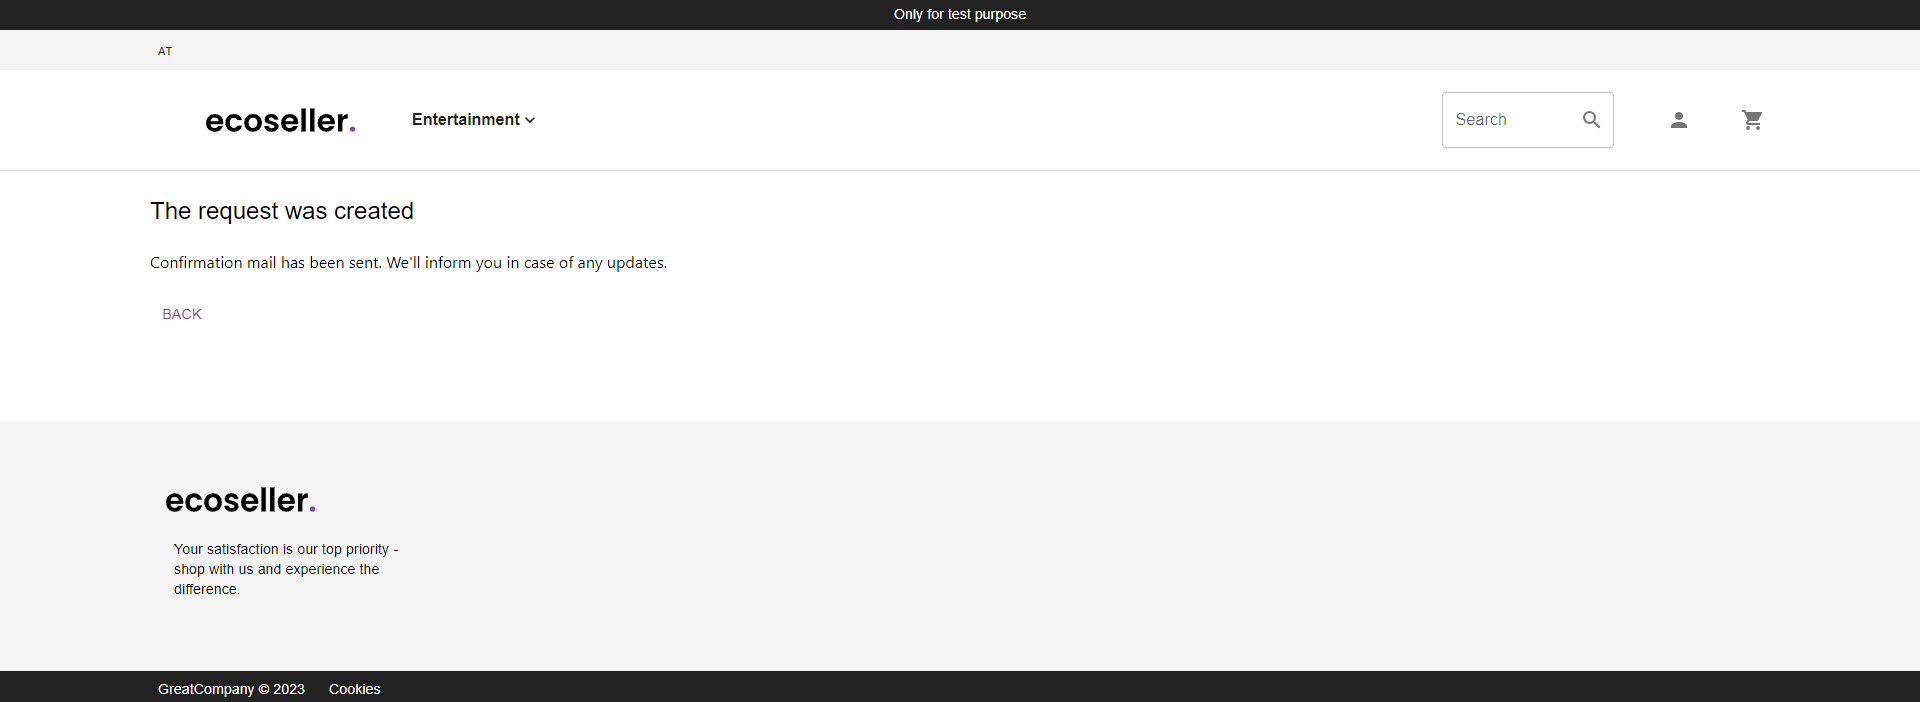 Only for test purpose
AT
ecoseller.
Entertainment
Search
The request was created
Confirmation mail has been sent. We'll inform you in case of any updates.
BACK
ecoseller.
Your satisfaction is our top priority -
shop with us and experience the
difference.
GreatCompany © 2023 Cookies